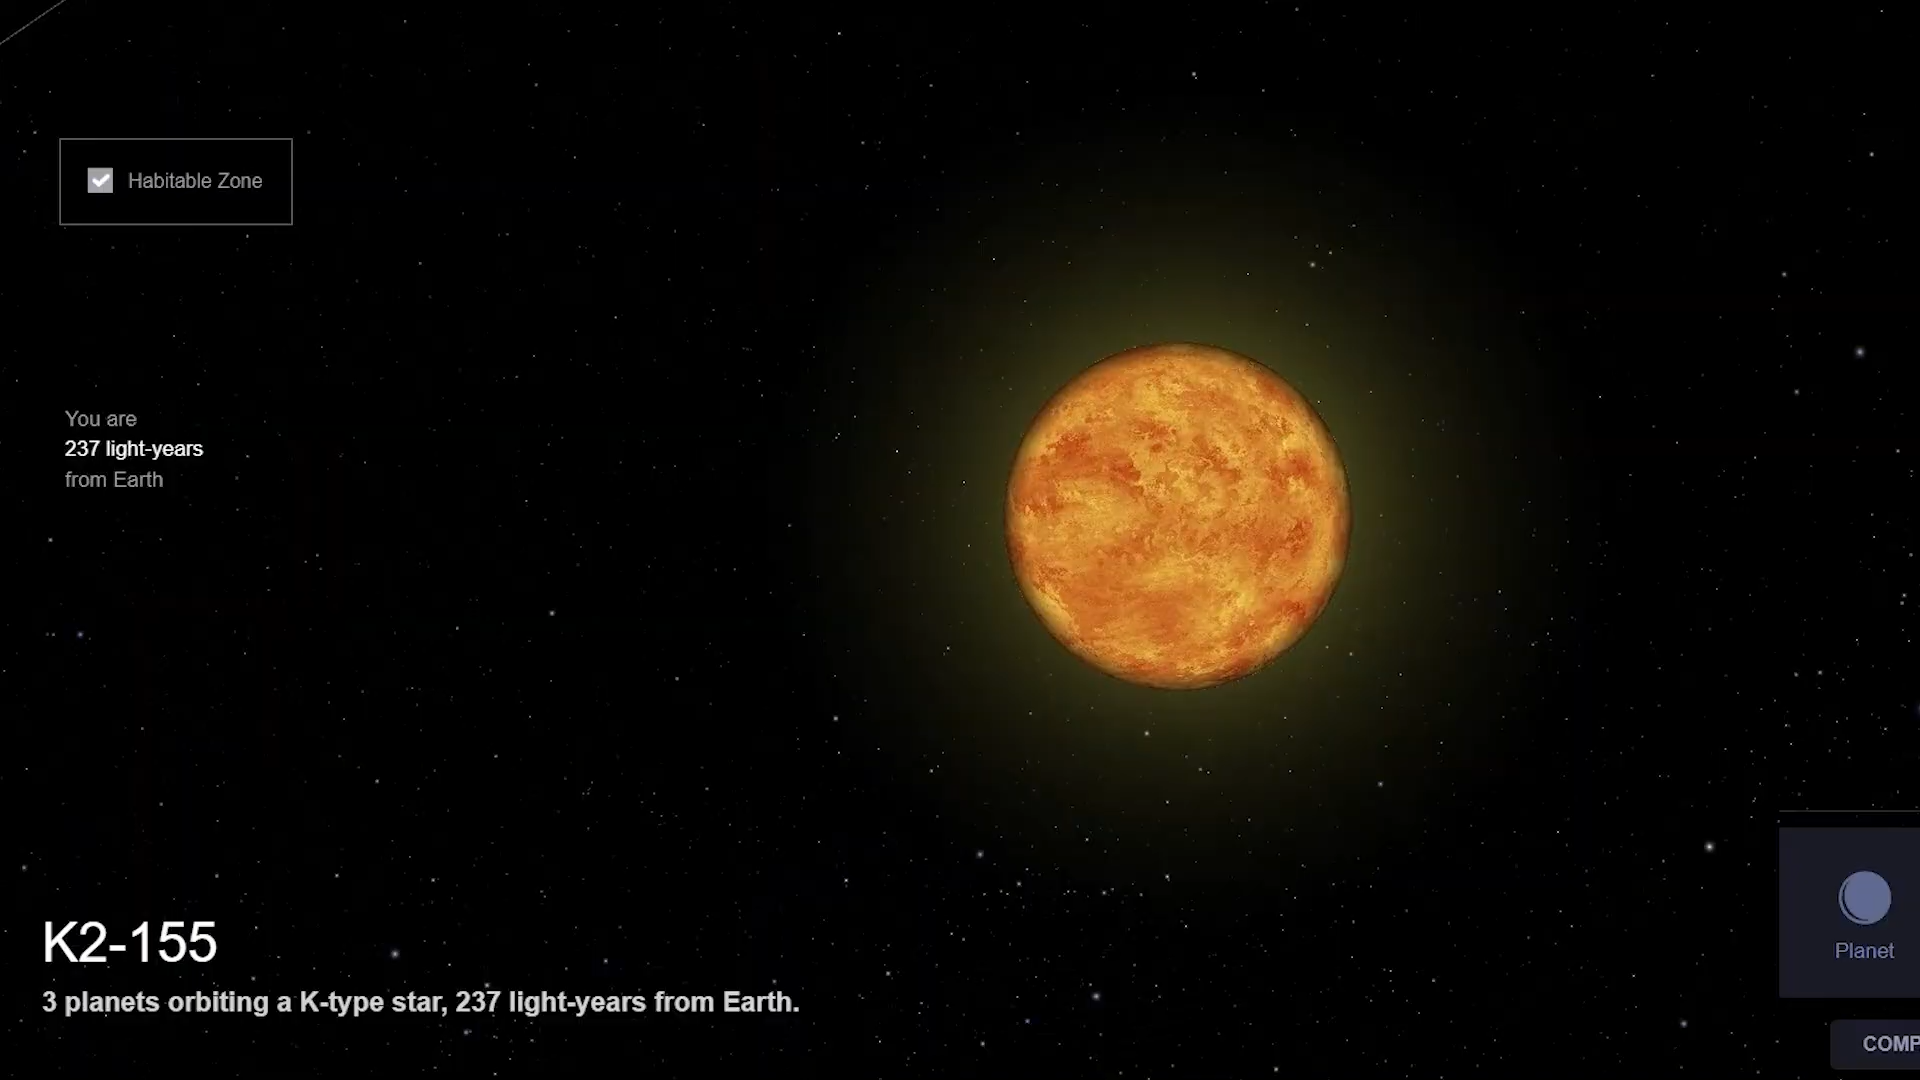 Habitable Zone
You are
237 light-years
from Earth
K2-155
3 planets orbiting a K-type star, 237 light-years from Earth.
Planet
COMP